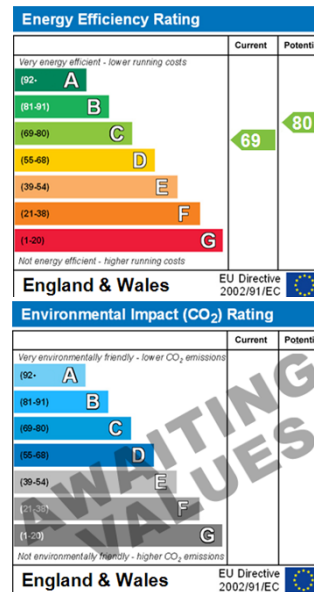 Energy Efficiency Rating
Current Potenti
Very energy efficient - lower running costs
(92- A
(81-91) B
(69-80) C
(55-68) D
(39-54) E
(21-38) F
(1-20) G
69
80
Not energy efficient - higher running costs
England & Wales
EU Directive
2002/91/EC
Environmental Impact (CO2) Rating
Current Potenti
Very environmentally friendly - lower CO2 emissions
(92- A
(81-91) B
(69-80) C
(55-68) D
(39-54) E
(21-38) F
(1-20) G
AWAITING
VALUES
Not environmentally friendly - higher CO2 emissions
England & Wales
EU Directive
2002/91/EC